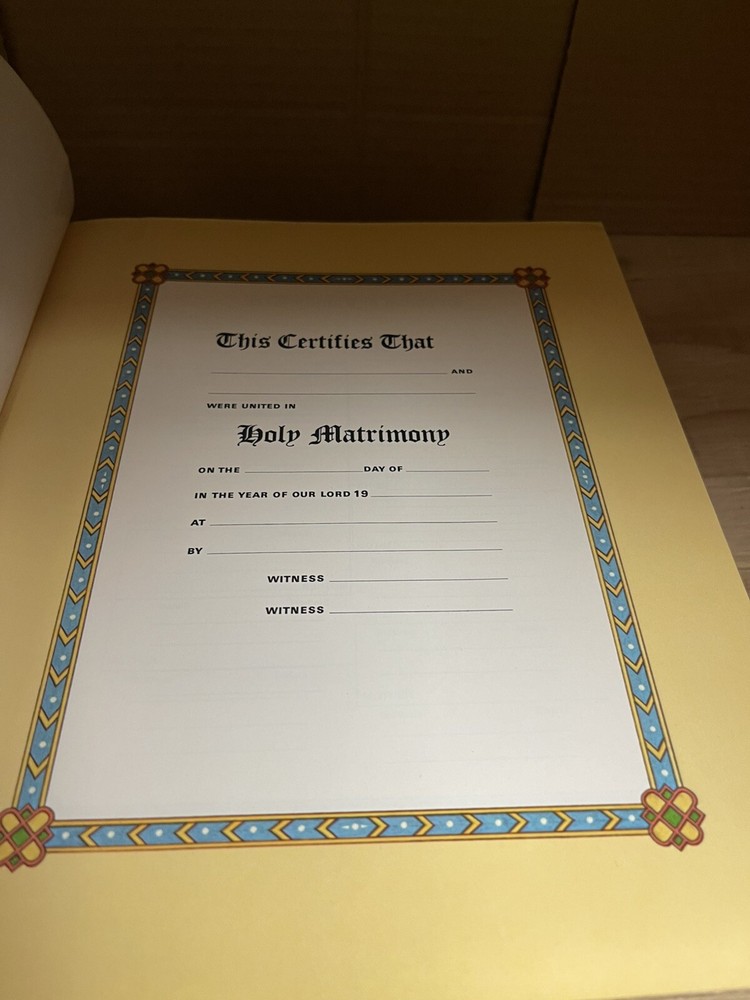 This Certifies That
AND
WERE UNITED IN
Holy Matrimony
ON THE DAY OF
IN THE YEAR OF OUR LORD 19
AT
BY
WITNESS
WITNESS